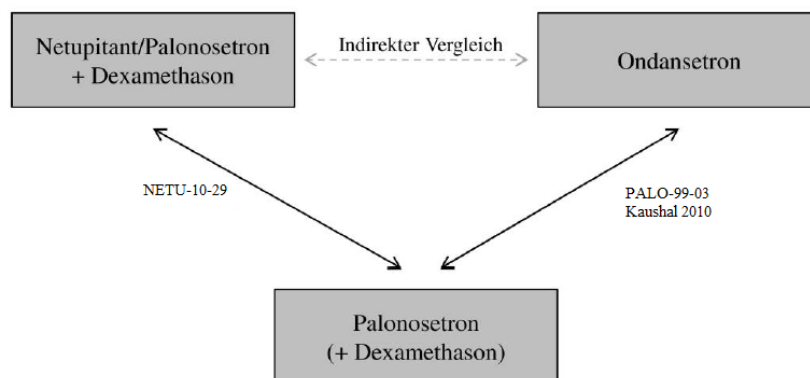 Netupitant/Palonosetron
+ Dexamethason
Indirekter Vergleich
Ondansetron
NETU-10-29
PALO-99-03
Kaushal 2010
Palonosetron
(+ Dexamethason)